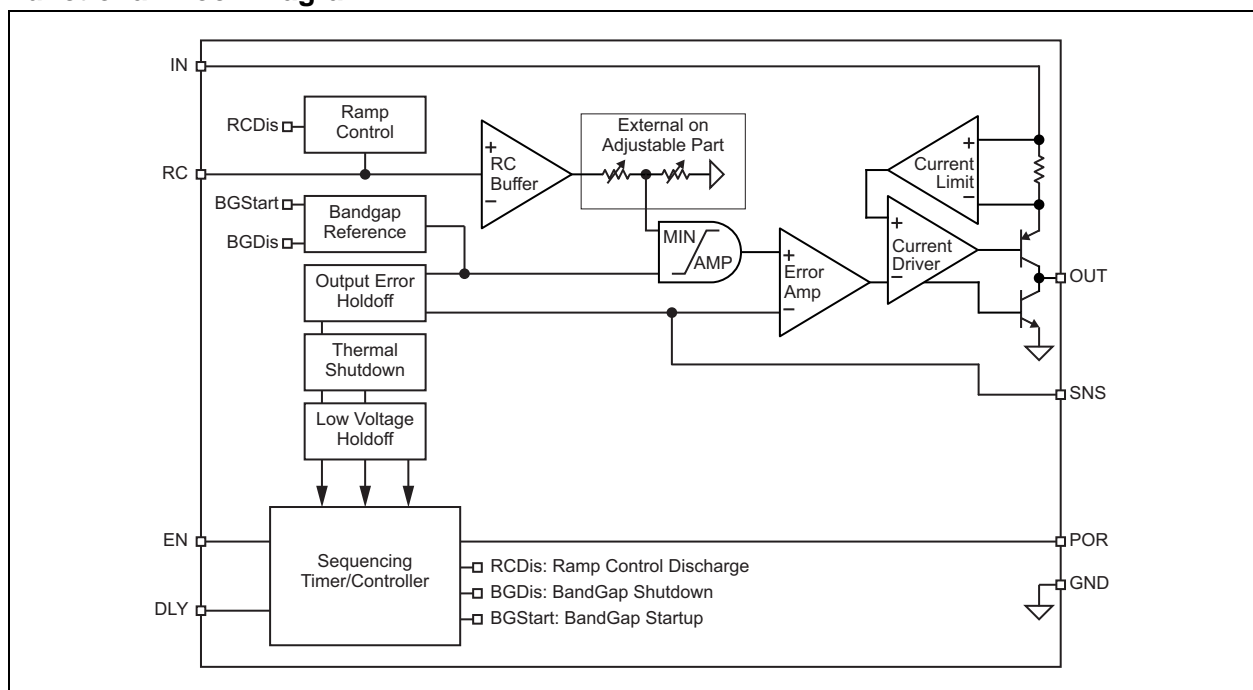 IN
RCDis
Ramp
Control
External on
Adjustable Part
+
Current
Limit
−
RC
+
RC
Buffer
−
BGStart
BGDis
Bandgap
Reference
MIN
AMP
+
Error
Amp
−
+
Current
Driver
−
OUT
Output Error
Holdoff
Thermal
Shutdown
SNS
Low Voltage
Holdoff
EN
DLY
Sequencing
Timer/Controller
RCDis: Ramp Control Discharge
BGDis: BandGap Shutdown
BGStart: BandGap Startup
POR
GND